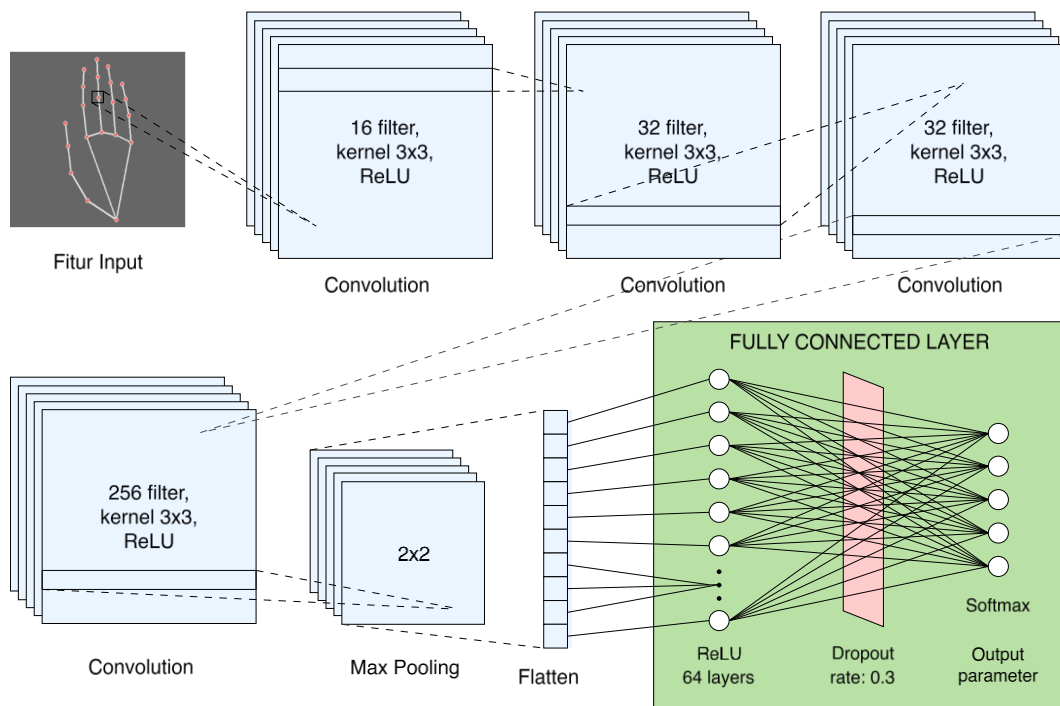 Fitur Input
16 filter,
kernel 3x3,
ReLU
Convolution
32 filter,
kernel 3x3,
ReLU
Convolution
32 filter,
kernel 3x3,
ReLU
Convolution
256 filter,
kernel 3x3,
ReLU
Convolution
2x2
Max Pooling
Flatten
FULLY CONNECTED LAYER
ReLU
64 layers
Dropout
rate: 0.3
Softmax
Output
parameter